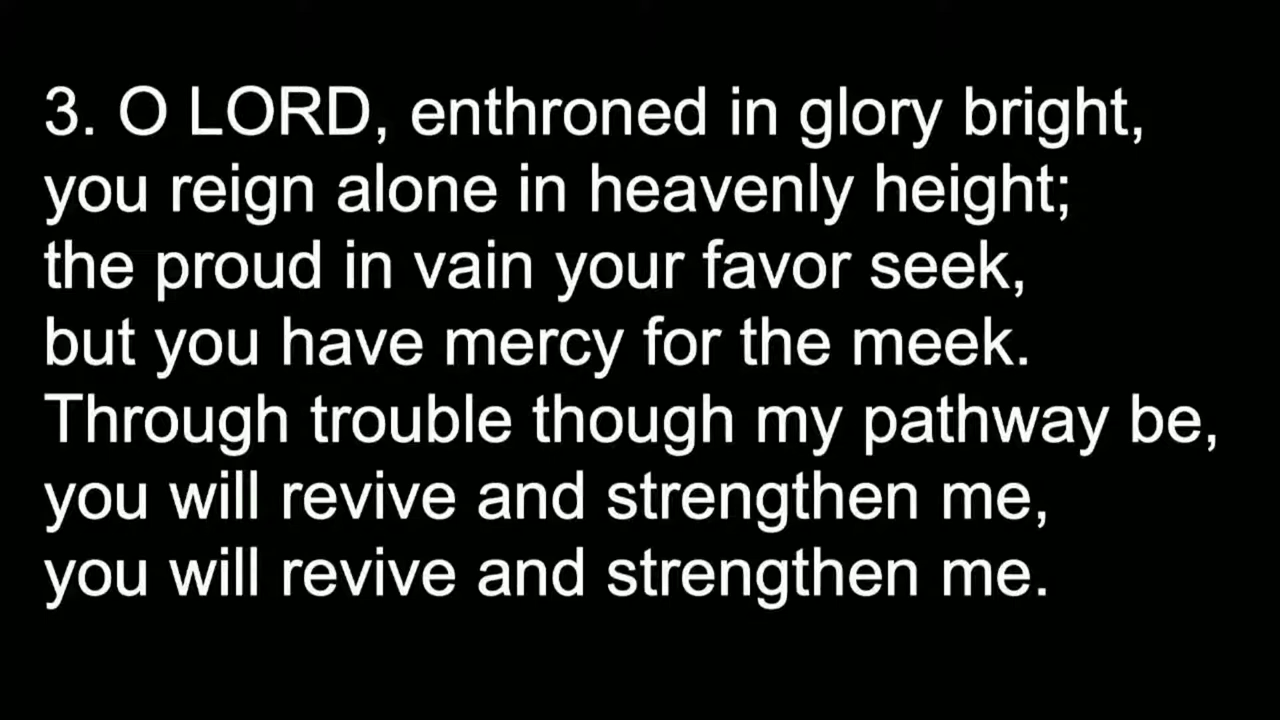 3. O LORD, enthroned in glory bright,
you reign alone in heavenly height;
the proud in vain your favor seek,
but you have mercy for the meek.
Through trouble though my pathway be,
you will revive and strengthen me,
you will revive and strengthen me.